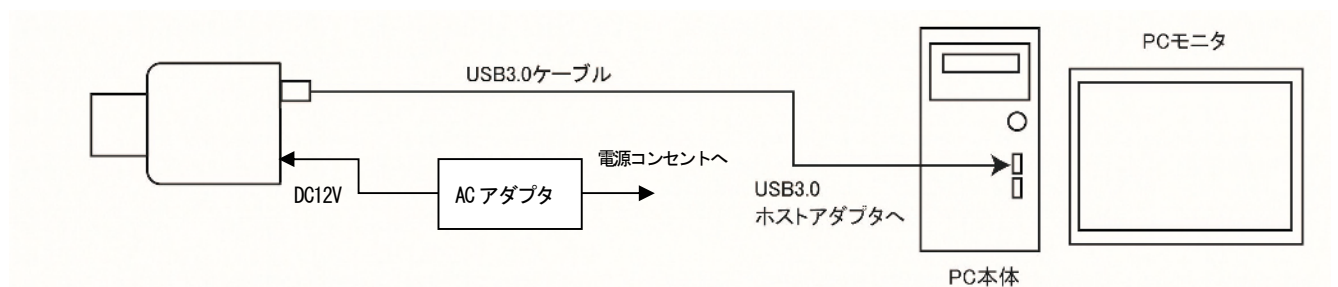 PCモニタ
USB3.0ケーブル
電源コンセントへ
DC12V
AC アダプタ
USB3.0
ホストアダプタへ
PC本体